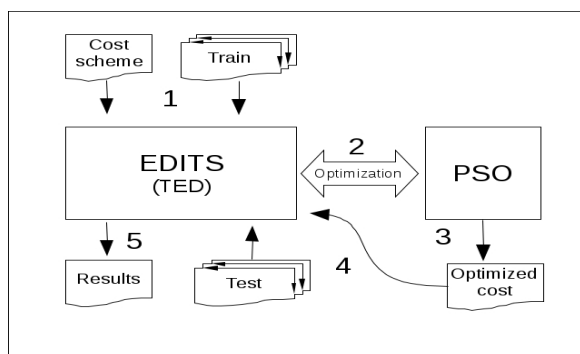 Cost
scheme
Train
1
EDITS
(TED)
2
Optimization
PSO
5
3
Results
Test
4
Optimized
cost